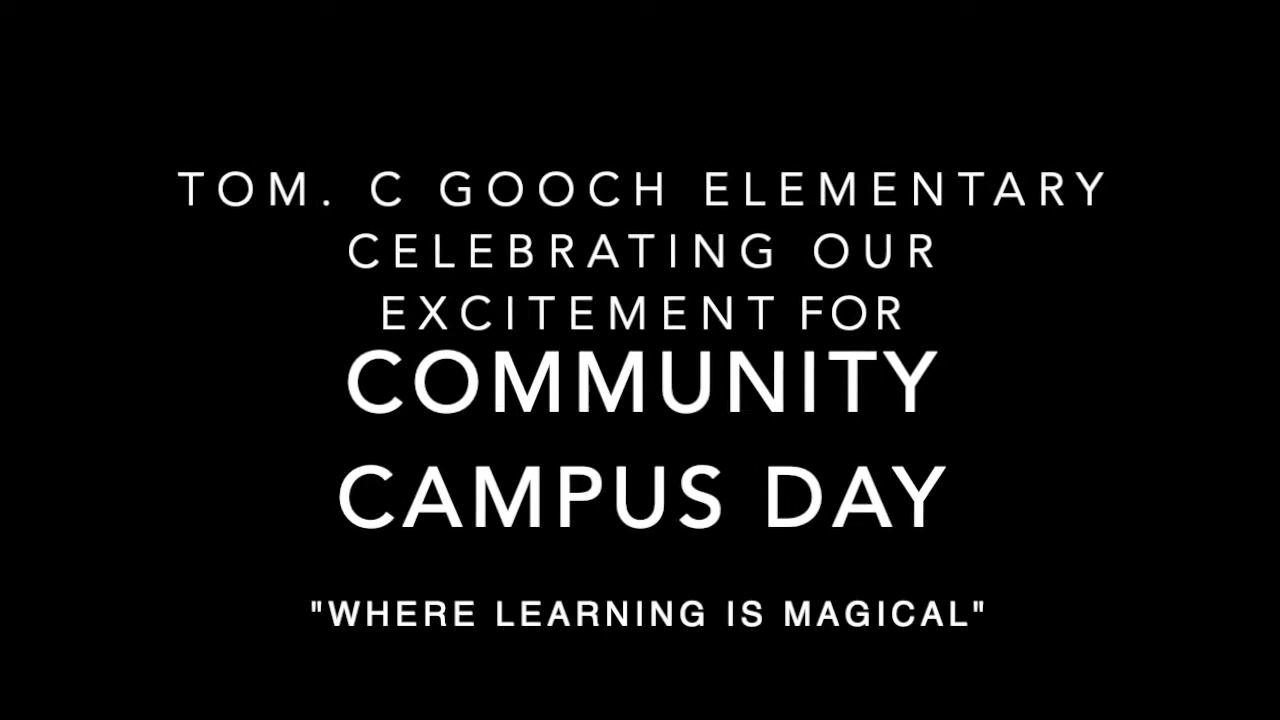 TOM. C GOOCH ELEMENTARY
CELEBRATING OUR
EXCITEMENT FOR
COMMUNITY
CAMPUS DAY
"WHERE LEARNING IS MAGICAL"